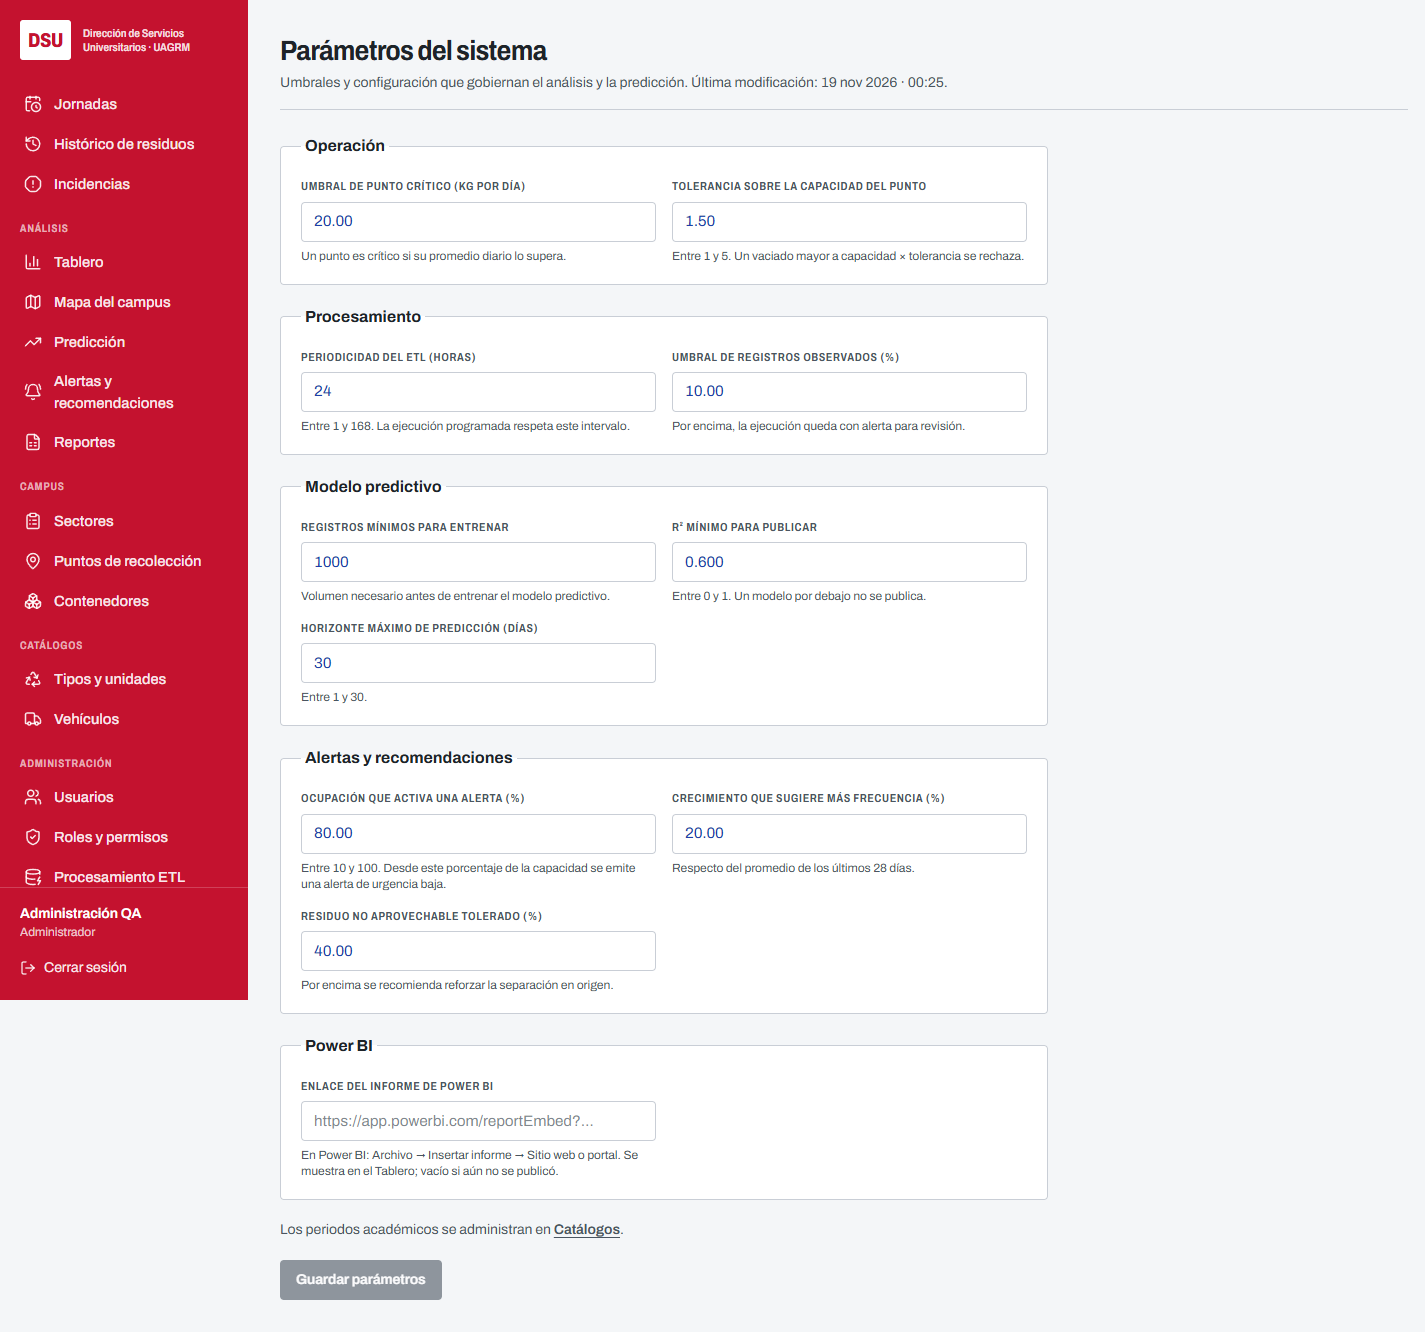 DSU
Dirección de Servicios
Universitarios · UAGRM
Jornadas
Histórico de residuos
Incidencias
ANÁLISIS
Tablero
Mapa del campus
Predicción
Alertas y
recomendaciones
Reportes
CAMPUS
Sectores
Puntos de recolección
Contenedores
CATÁLOGOS
Tipos y unidades
Vehículos
ADMINISTRACIÓN
Usuarios
Roles y permisos
Procesamiento ETL
Administración QA
Administrador
Cerrar sesión
Parámetros del sistema
Umbrales y configuración que gobiernan el análisis y la predicción. Última modificación: 19 nov 2026 · 00:25.
Operación
UMBRAL DE PUNTO CRÍTICO (KG POR DÍA)
20.00
Un punto es crítico si su promedio diario lo supera.
TOLERANCIA SOBRE LA CAPACIDAD DEL PUNTO
1.50
Entre 1 y 5. Un vaciado mayor a capacidad × tolerancia se rechaza.
Procesamiento
PERIODICIDAD DEL ETL (HORAS)
24
Entre 1 y 168. La ejecución programada respeta este intervalo.
UMBRAL DE REGISTROS OBSERVADOS (%)
10.00
Por encima, la ejecución queda con alerta para revisión.
Modelo predictivo
REGISTROS MÍNIMOS PARA ENTRENAR
1000
Volumen necesario antes de entrenar el modelo predictivo.
R² MÍNIMO PARA PUBLICAR
0.600
Entre 0 y 1. Un modelo por debajo no se publica.
HORIZONTE MÁXIMO DE PREDICCIÓN (DÍAS)
30
Entre 1 y 30.
Alertas y recomendaciones
OCUPACIÓN QUE ACTIVA UNA ALERTA (%)
80.00
Entre 10 y 100. Desde este porcentaje de la capacidad se emite
una alerta de urgencia baja.
CRECIMIENTO QUE SUGIERE MÁS FRECUENCIA (%)
20.00
Respecto del promedio de los últimos 28 días.
RESIDUO NO APROVECHABLE TOLERADO (%)
40.00
Por encima se recomienda reforzar la separación en origen.
Power BI
ENLACE DEL INFORME DE POWER BI
https://app.powerbi.com/reportEmbed?...
En Power BI: Archivo → Insertar informe → Sitio web o portal. Se
muestra en el Tablero; vacío si aún no se publicó.
Los periodos académicos se administran en Catálogos.
Guardar parámetros